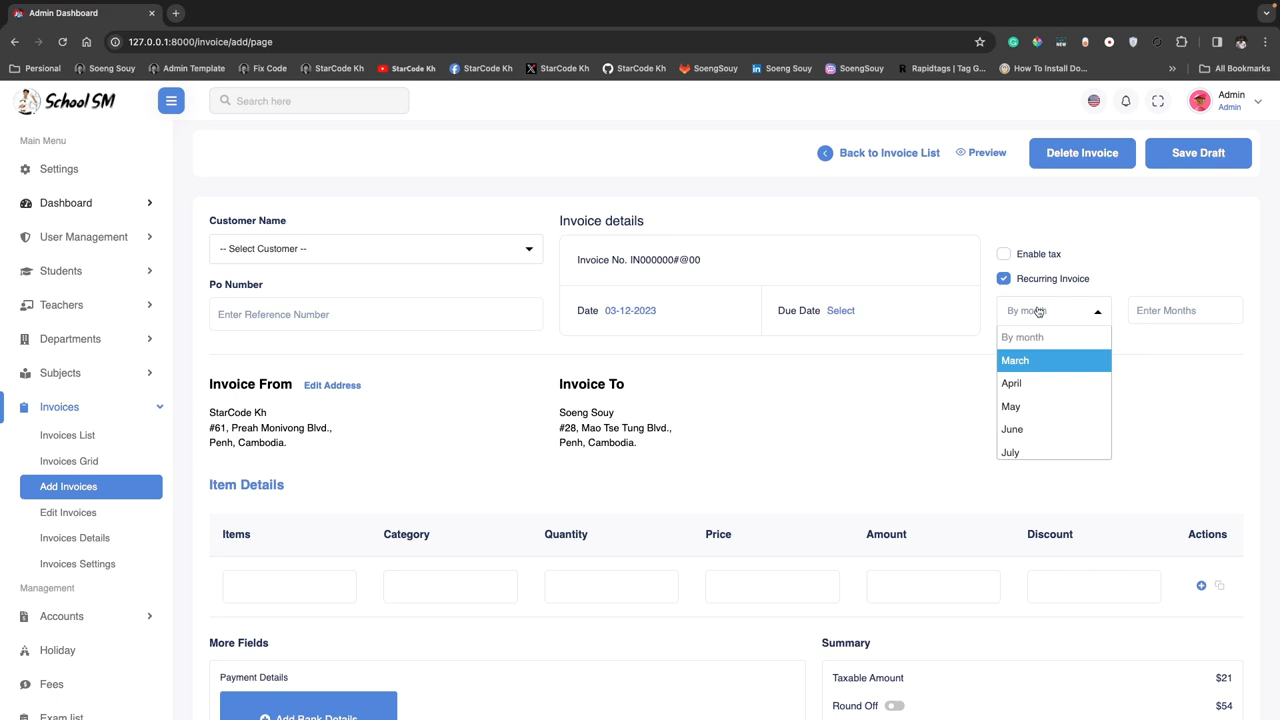 Admin Dashboard
127.0.0.1:8000/invoice/add/page
Personal
Soeng Souy
Admin Template
Fix Code
StarCode Kh
StarCode Kh
StarCode Kh
StarCode Kh
StarCode Kh
SoengSouy
Soeng Souy
SoengSouy
Rapidtags | Tag G...
How To Install Do...
All Bookmarks
School SM
Search here
Admin
Admin
Main Menu
Settings
Dashboard
User Management
Students
Teachers
Departments
Subjects
Invoices
Invoices List
Invoices Grid
Add Invoices
Edit Invoices
Invoices Details
Invoices Settings
Management
Accounts
Holiday
Fees
Exam list
Back to Invoice List
Preview
Delete Invoice
Save Draft
Customer Name
-- Select Customer --
Po Number
Enter Reference Number
Invoice details
Invoice No. IN000000#@00
Date 03-12-2023
Due Date Select
Enable tax
Recurring Invoice
By month
Enter Months
By month
March
April
May
June
July
Invoice From Edit Address
StarCode Kh
#61, Preah Monivong Blvd.,
Penh, Cambodia.
Invoice To
Soeng Souy
#28, Mao Tse Tung Blvd.,
Penh, Cambodia.
Item Details
Items Category Quantity Price Amount Discount Actions
More Fields
Payment Details
Add Bank Details
Summary
Taxable Amount $21
Round Off $54